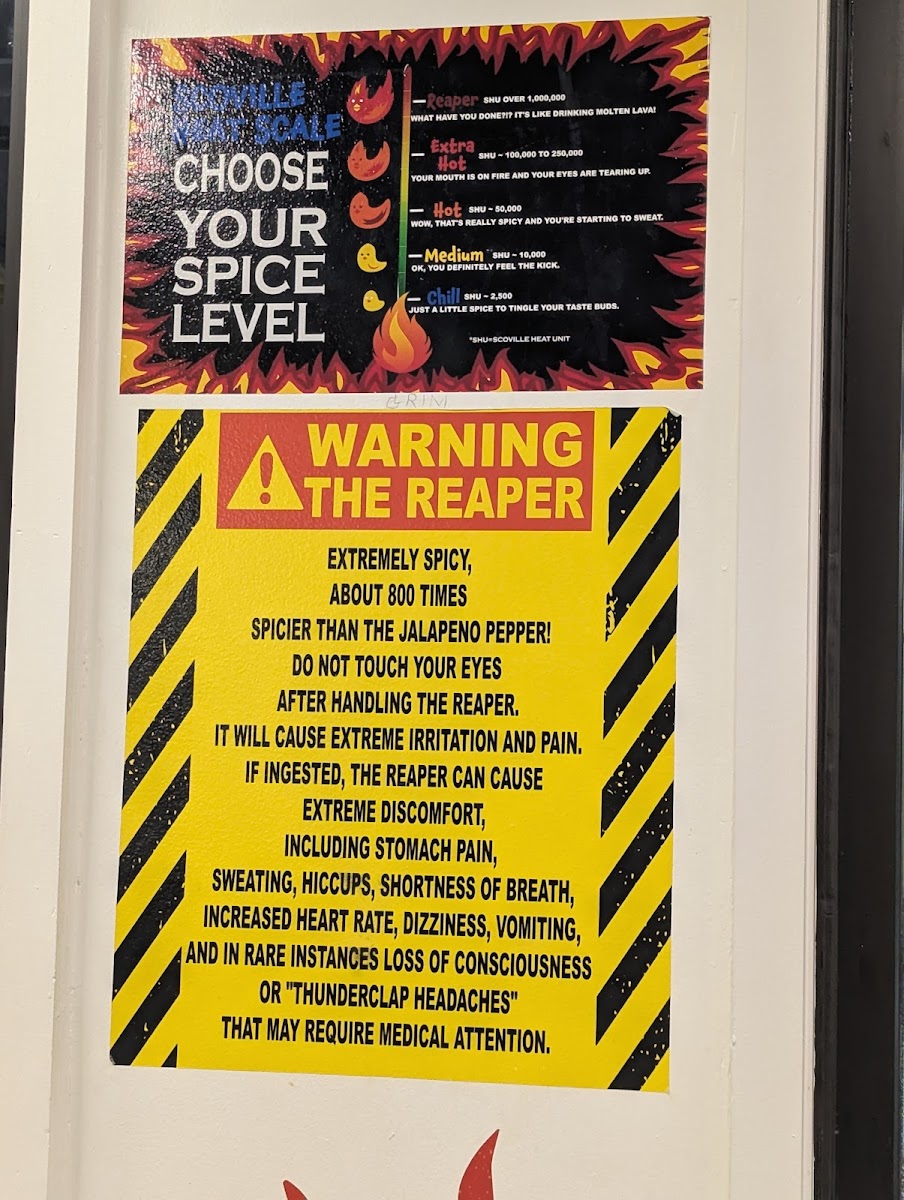 SCOVILLE
HEAT SCALE
CHOOSE
YOUR
SPICE
LEVEL
Reaper SHU OVER 1,000,000
WHAT HAVE YOU DONE?!? IT'S LIKE DRINKING MOLTEN LAVA!
Extra
Hot SHU ~ 100,000 TO 250,000
YOUR MOUTH IS ON FIRE AND YOUR EYES ARE TEARING UP.
Hot SHU ~ 50,000
WOW, THAT'S REALLY SPICY AND YOU'RE STARTING TO SWEAT.
Medium SHU ~ 10,000
OK, YOU DEFINITELY FEEL THE KICK.
Chill SHU ~ 2,500
JUST A LITTLE SPICE TO TINGLE YOUR TASTE BUDS.
*SHU=SCOVILLE HEAT UNIT
GRIM
WARNING
THE REAPER
EXTREMELY SPICY,
ABOUT 800 TIMES
SPICIER THAN THE JALAPENO PEPPER!
DO NOT TOUCH YOUR EYES
AFTER HANDLING THE REAPER.
IT WILL CAUSE EXTREME IRRITATION AND PAIN.
IF INGESTED, THE REAPER CAN CAUSE
EXTREME DISCOMFORT,
INCLUDING STOMACH PAIN,
SWEATING, HICCUPS, SHORTNESS OF BREATH,
INCREASED HEART RATE, DIZZINESS, VOMITING,
AND IN RARE INSTANCES LOSS OF CONSCIOUSNESS
OR "THUNDERCLAP HEADACHES"
THAT MAY REQUIRE MEDICAL ATTENTION.